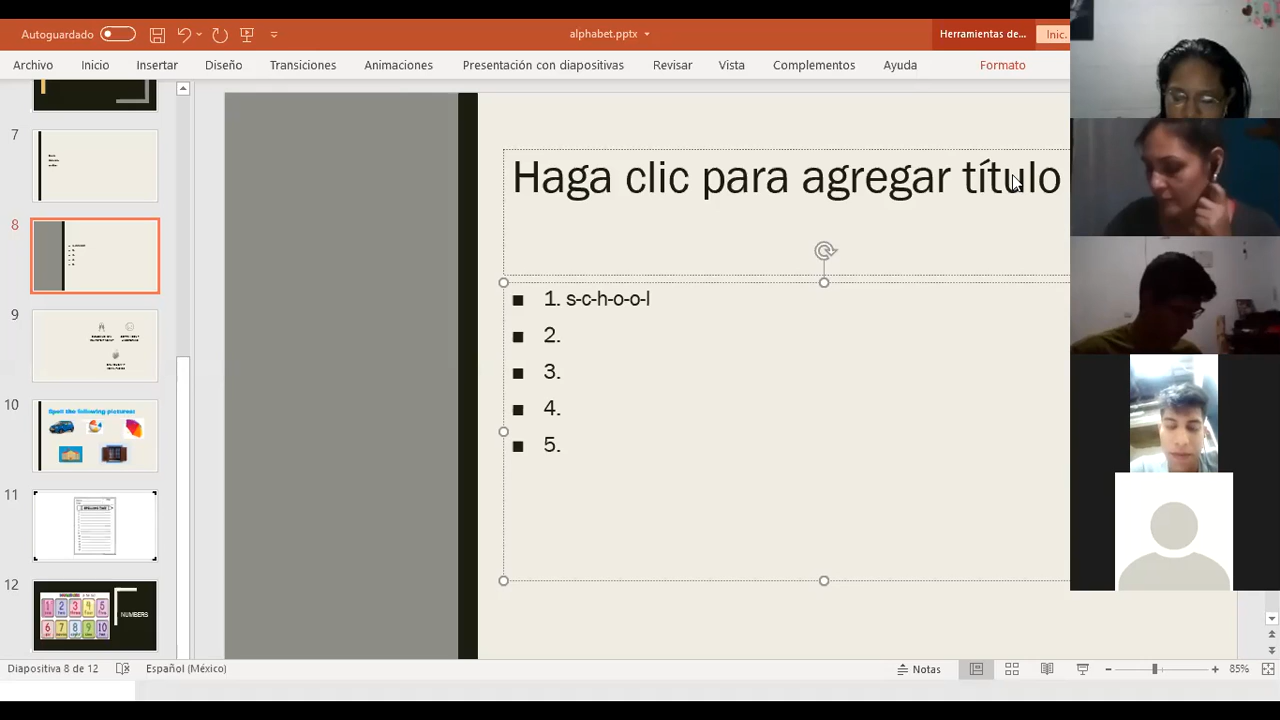 Autoguardado
alphabet.pptx
Herramientas de...
Inic.
Archivo Inicio Insertar Diseño Transiciones Animaciones Presentación con diapositivas Revisar Vista Complementos Ayuda Formato
7
8
9
10
Spell the following pictures!
11
12
NUMBERS
Haga clic para agregar título
1. s-c-h-o-o-l
2.
3.
4.
5.
Diapositiva 8 de 12 Español (México) Notas 85%